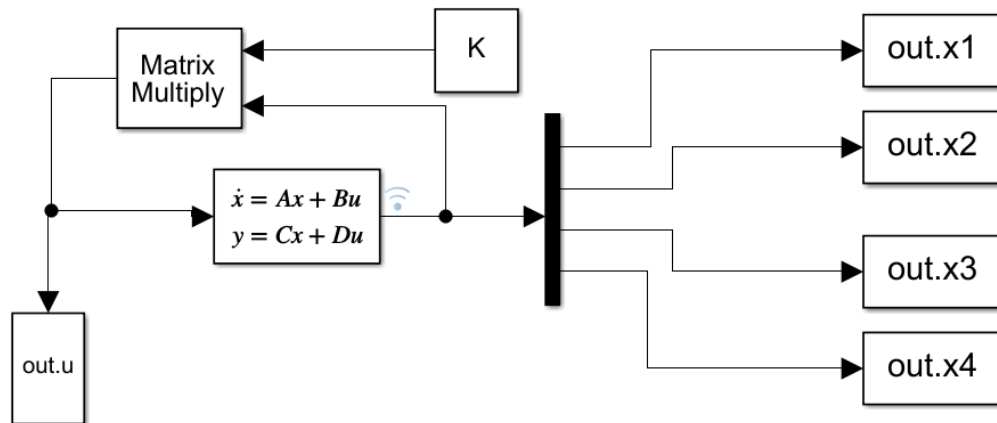 K
Matrix
Multiply
ẋ = Ax + Bu
y = Cx + Du
out.u
out.x1
out.x2
out.x3
out.x4